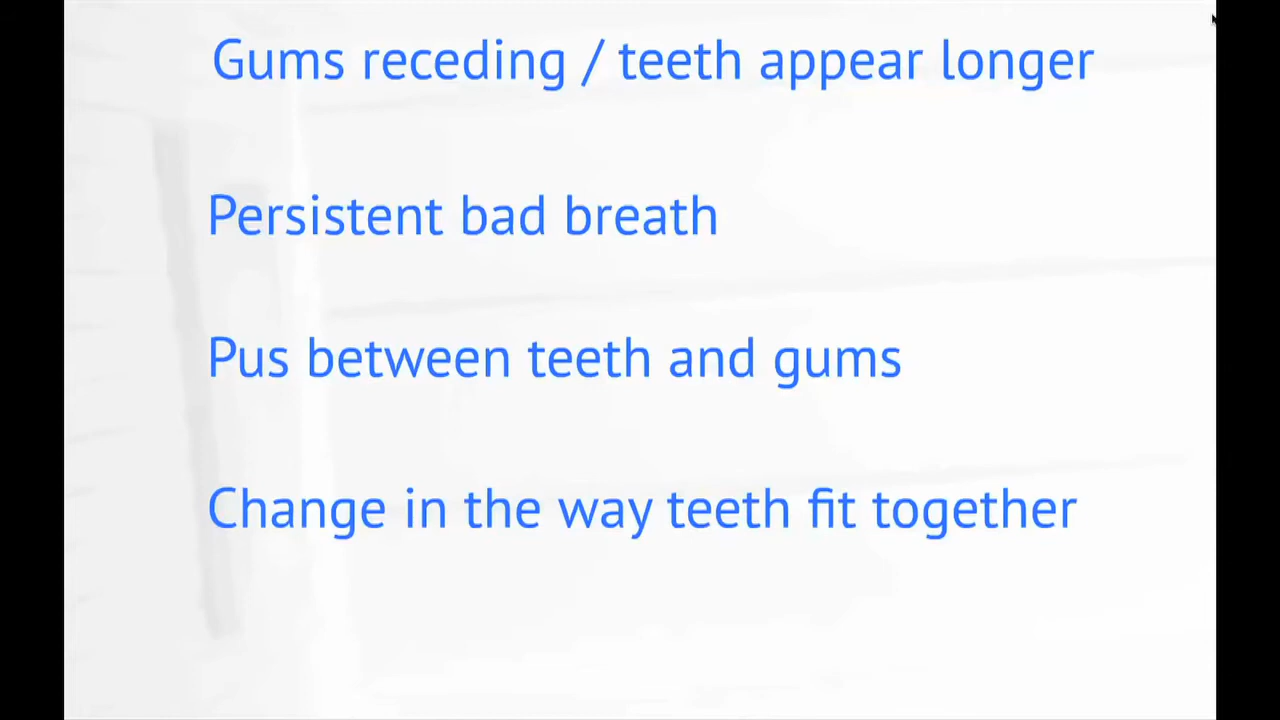 Gums receding / teeth appear longer
Persistent bad breath
Pus between teeth and gums
Change in the way teeth fit together